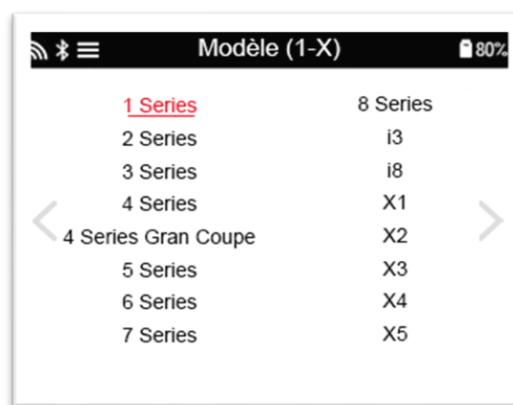 Modèle (1-X)
80%
1 Series
2 Series
3 Series
4 Series
4 Series Gran Coupe
5 Series
6 Series
7 Series
8 Series
i3
i8
X1
X2
X3
X4
X5